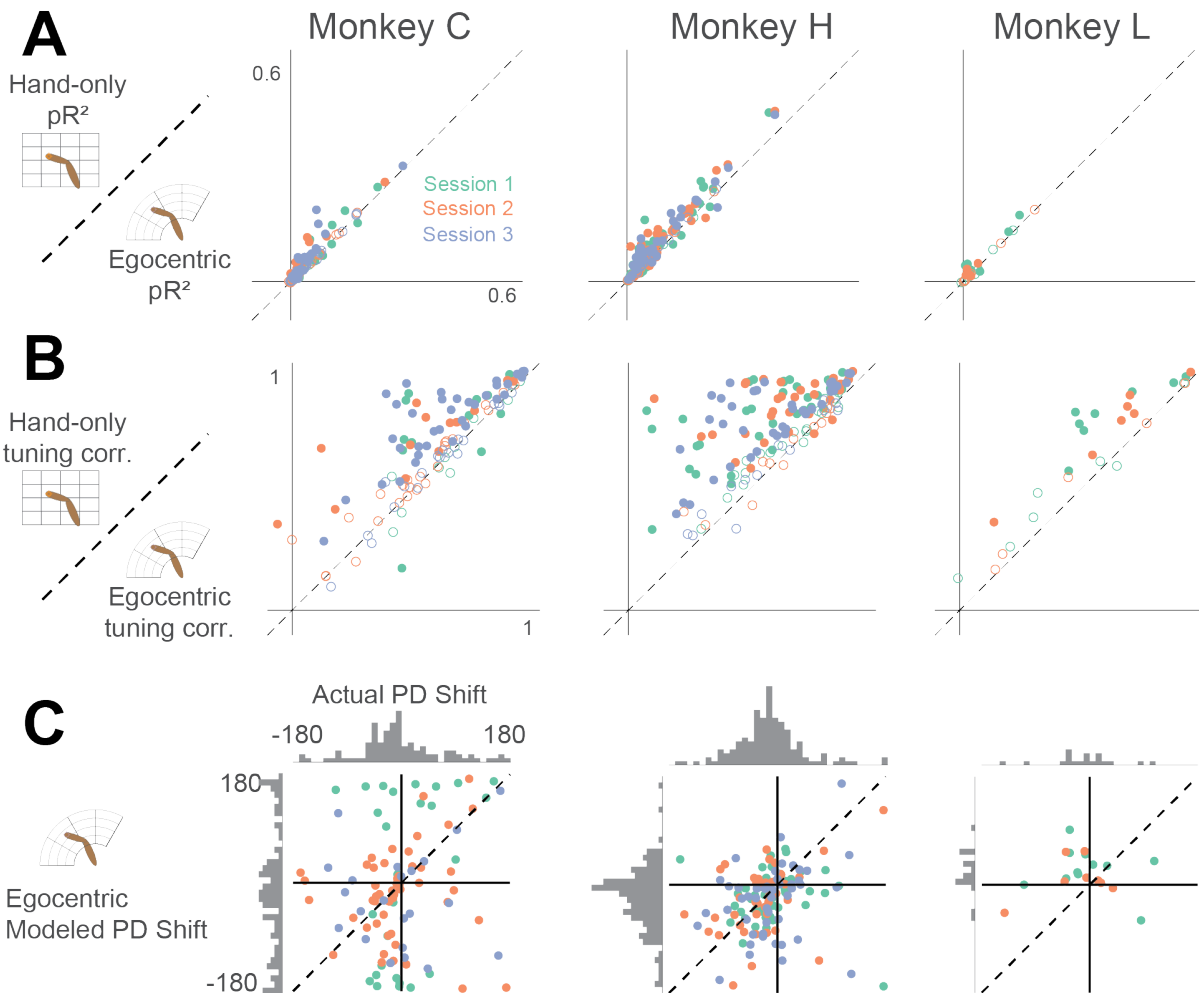 A
Monkey C
Monkey H
Monkey L
Hand-only
pR²
Egocentric
pR²
0.6
0.6
Session 1
Session 2
Session 3
B
Hand-only
tuning corr.
Egocentric
tuning corr.
1
1
C
Actual PD Shift
-180
180
180
-180
Egocentric
Modeled PD Shift